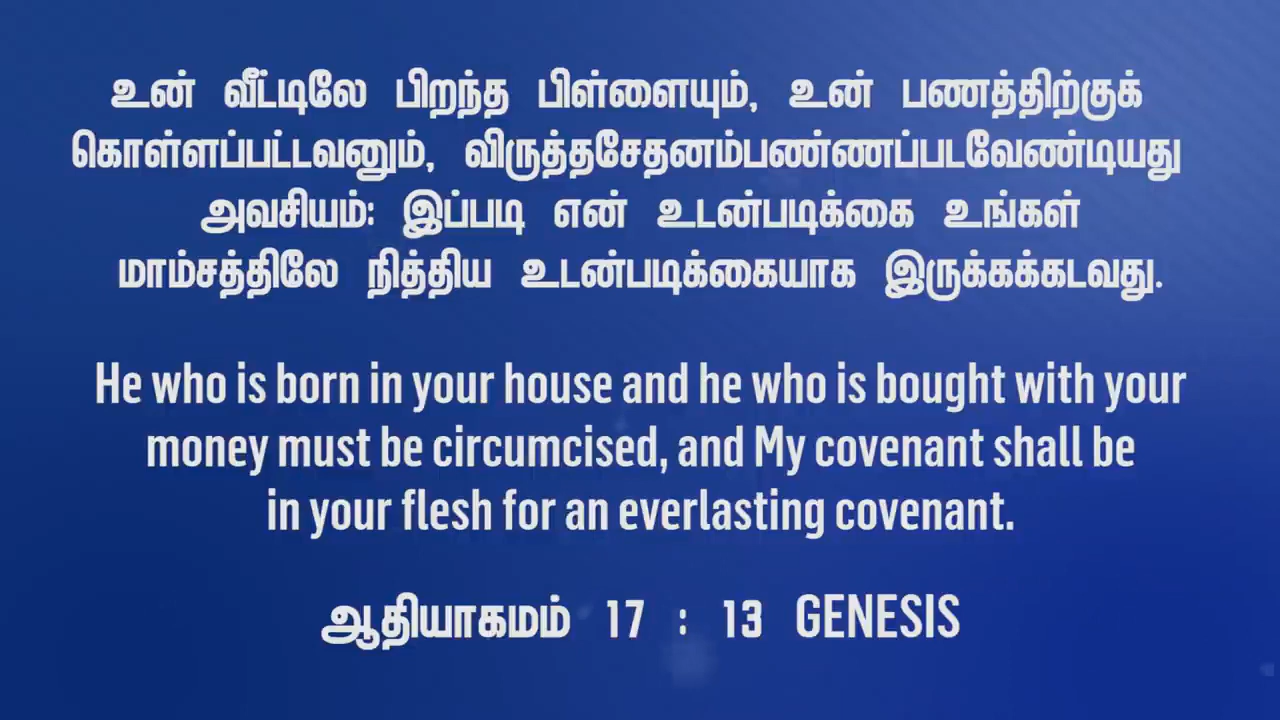 உன் வீட்டிலே பிறந்த பிள்ளையும், உன் பணத்திற்குக்
கொள்ளப்பட்டவனும், விருத்தசேதனம்பண்ணப்படவேண்டியது
அவசியம்: இப்படி என் உடன்படிக்கை உங்கள்
மாம்சத்திலே நித்திய உடன்படிக்கையாக இருக்கக்கடவது.
He who is born in your house and he who is bought with your
money must be circumcised, and My covenant shall be
in your flesh for an everlasting covenant.
ஆதியாகமம் 17 : 13 GENESIS